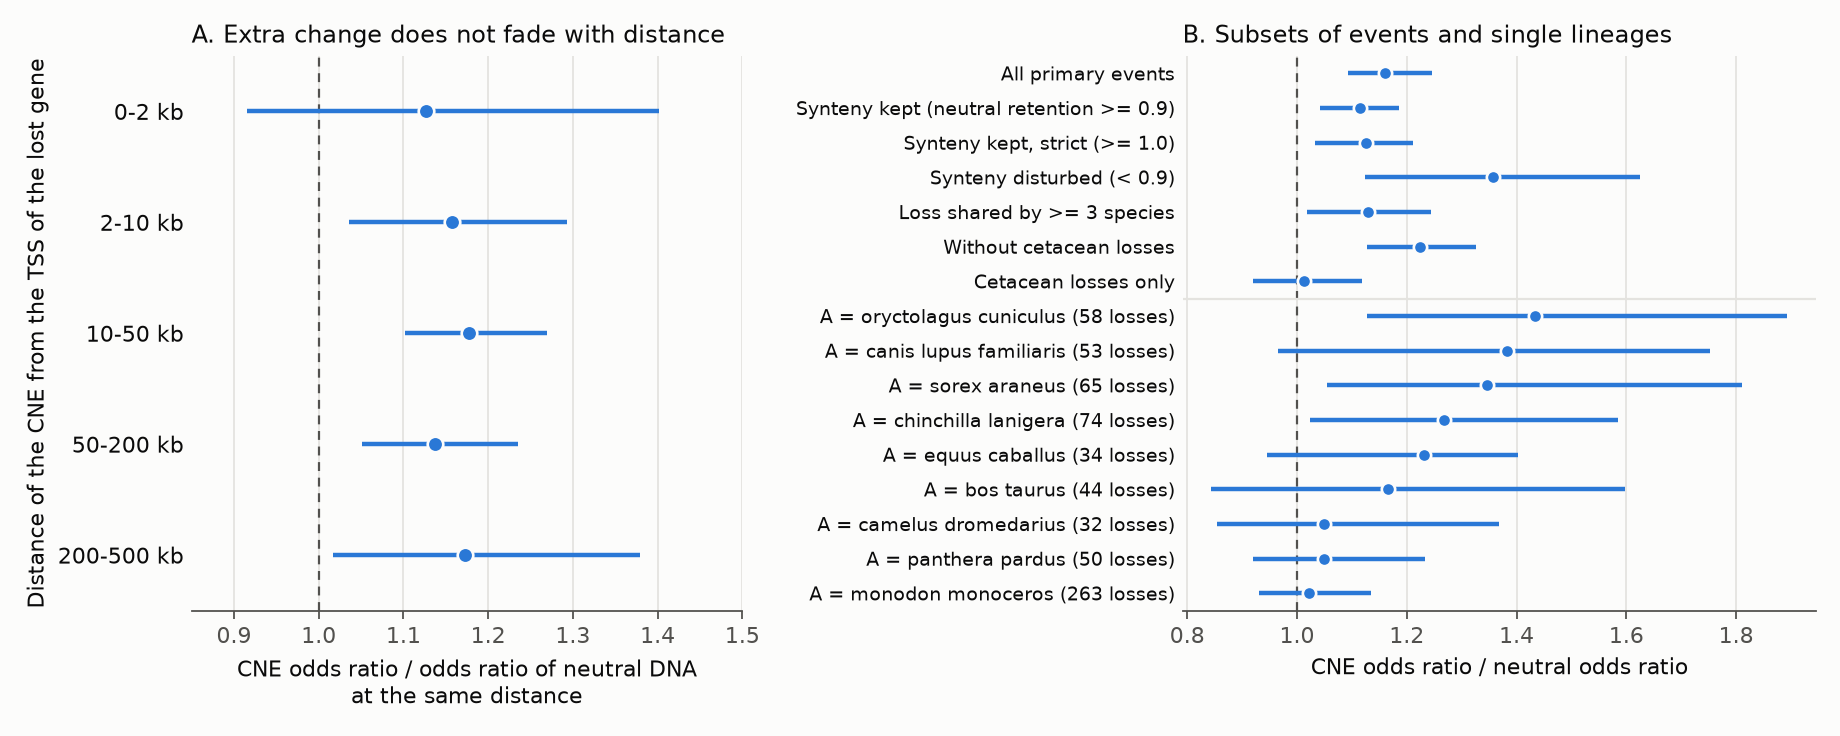 A. Extra change does not fade with distance
Distance of the CNE from the TSS of the lost gene
0-2 kb
2-10 kb
10-50 kb
50-200 kb
200-500 kb
0.9 1.0 1.1 1.2 1.3 1.4 1.5
CNE odds ratio / odds ratio of neutral DNA
at the same distance
B. Subsets of events and single lineages
All primary events
Synteny kept (neutral retention >= 0.9)
Synteny kept, strict (>= 1.0)
Synteny disturbed (< 0.9)
Loss shared by >= 3 species
Without cetacean losses
Cetacean losses only
A = oryctolagus cuniculus (58 losses)
A = canis lupus familiaris (53 losses)
A = sorex araneus (65 losses)
A = chinchilla lanigera (74 losses)
A = equus caballus (34 losses)
A = bos taurus (44 losses)
A = camelus dromedarius (32 losses)
A = panthera pardus (50 losses)
A = monodon monoceros (263 losses)
0.8 1.0 1.2 1.4 1.6 1.8
CNE odds ratio / neutral odds ratio